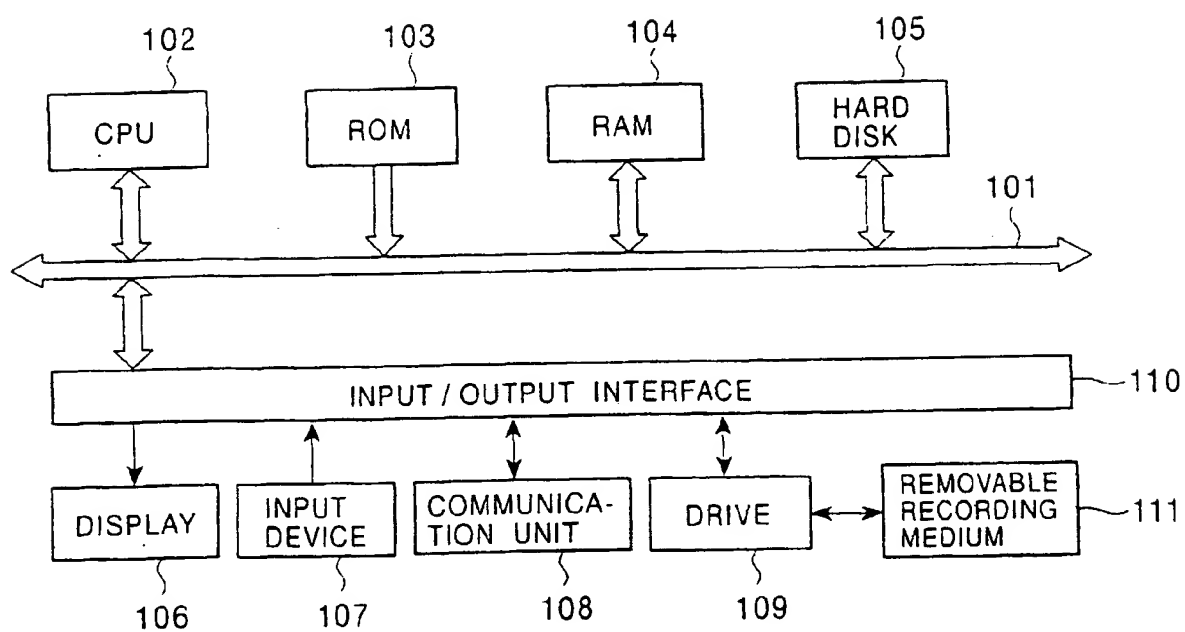 102
103
104
105
CPU
ROM
RAM
HARD
DISK
101
INPUT / OUTPUT INTERFACE
110
DISPLAY
INPUT
DEVICE
COMMUNICA-
TION UNIT
DRIVE
REMOVABLE
RECORDING
MEDIUM
111
106
107
108
109